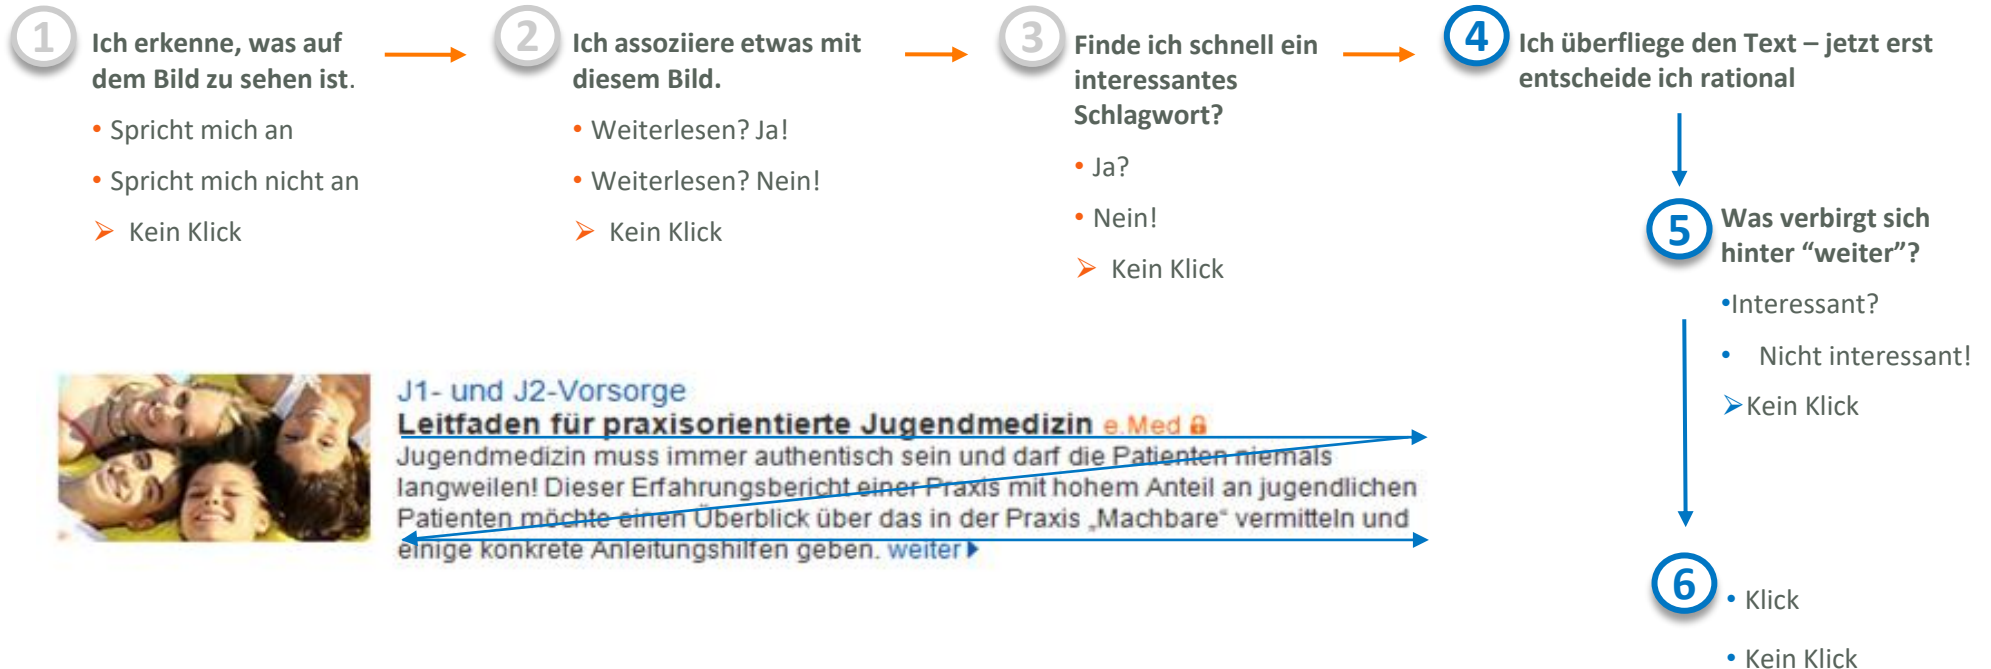 1
Ich erkenne, was auf
dem Bild zu sehen ist.
• Spricht mich an
• Spricht mich nicht an
➢ Kein Klick
2
Ich assoziiere etwas mit
diesem Bild.
• Weiterlesen? Ja!
• Weiterlesen? Nein!
➢ Kein Klick
3
Finde ich schnell ein
interessantes
Schlagwort?
• Ja?
• Nein!
➢ Kein Klick
4
Ich überfliege den Text – jetzt erst
entscheide ich rational
5
Was verbirgt sich
hinter “weiter”?
•Interessant?
• Nicht interessant!
➢Kein Klick
J1- und J2-Vorsorge
Leitfaden für praxisorientierte Jugendmedizin e.Med
Jugendmedizin muss immer authentisch sein und darf die Patienten niemals
langweilen! Dieser Erfahrungsbericht einer Praxis mit hohem Anteil an jugendlichen
Patienten möchte einen Überblick über das in der Praxis „Machbare“ vermitteln und
einige konkrete Anleitungshilfen geben. weiter
6
• Klick
• Kein Klick